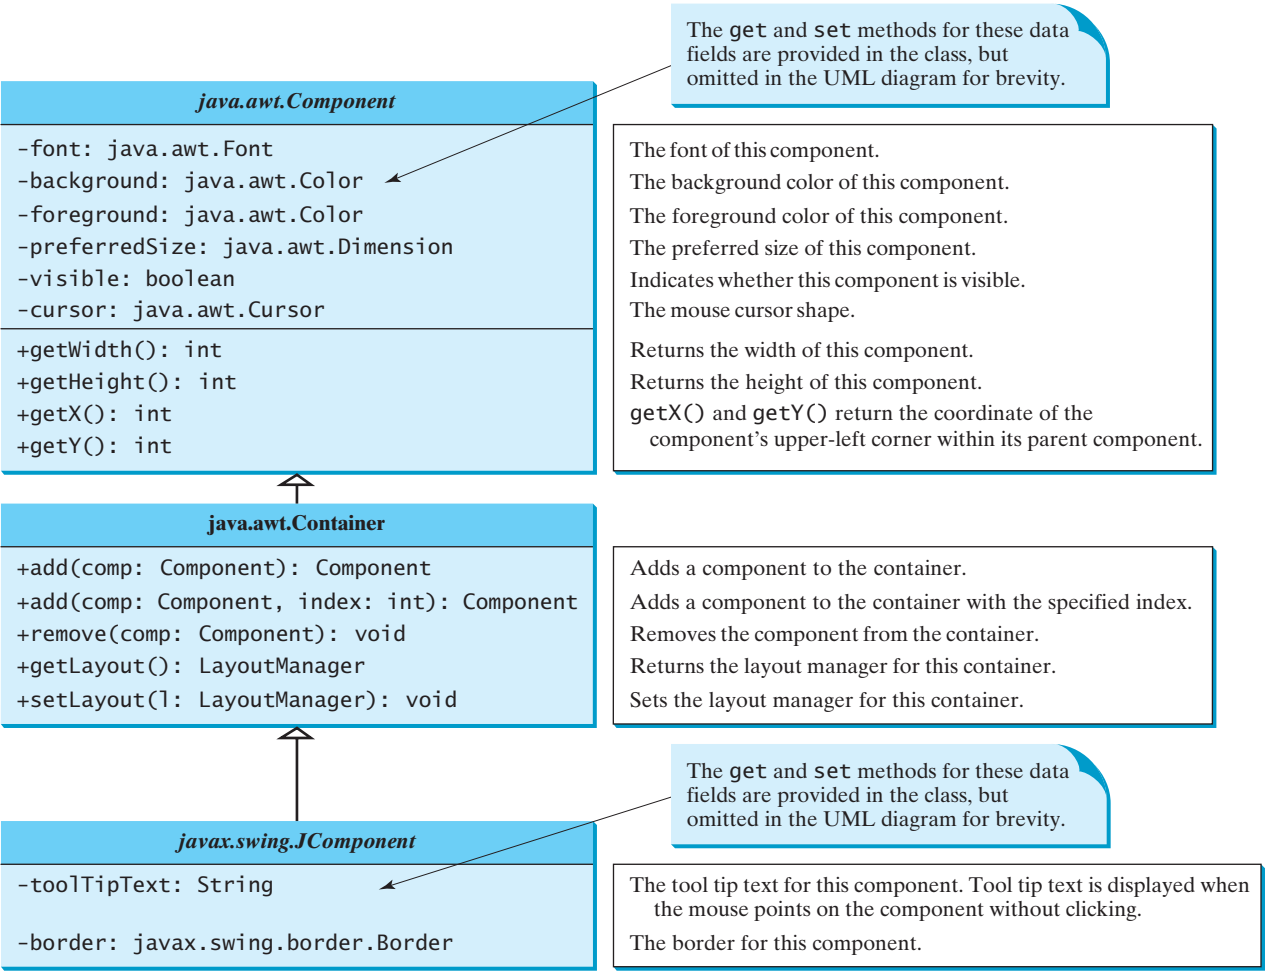 The get and set methods for these data
fields are provided in the class, but
omitted in the UML diagram for brevity.
java.awt.Component
-font: java.awt.Font
The font of this component.
-background: java.awt.Color
The background color of this component.
-foreground: java.awt.Color
The foreground color of this component.
-preferredSize: java.awt.Dimension
The preferred size of this component.
-visible: boolean
Indicates whether this component is visible.
-cursor: java.awt.Cursor
The mouse cursor shape.
+getWidth(): int
Returns the width of this component.
+getHeight(): int
Returns the height of this component.
+getX(): int
getX() and getY() return the coordinate of the
component's upper-left corner within its parent component.
+getY(): int
java.awt.Container
+add(comp: Component): Component
Adds a component to the container.
+add(comp: Component, index: int): Component
Adds a component to the container with the specified index.
+remove(comp: Component): void
Removes the component from the container.
+getLayout(): LayoutManager
Returns the layout manager for this container.
+setLayout(l: LayoutManager): void
Sets the layout manager for this container.
The get and set methods for these data
fields are provided in the class, but
omitted in the UML diagram for brevity.
javax.swing.JComponent
-toolTipText: String
The tool tip text for this component. Tool tip text is displayed when
the mouse points on the component without clicking.
-border: javax.swing.border.Border
The border for this component.